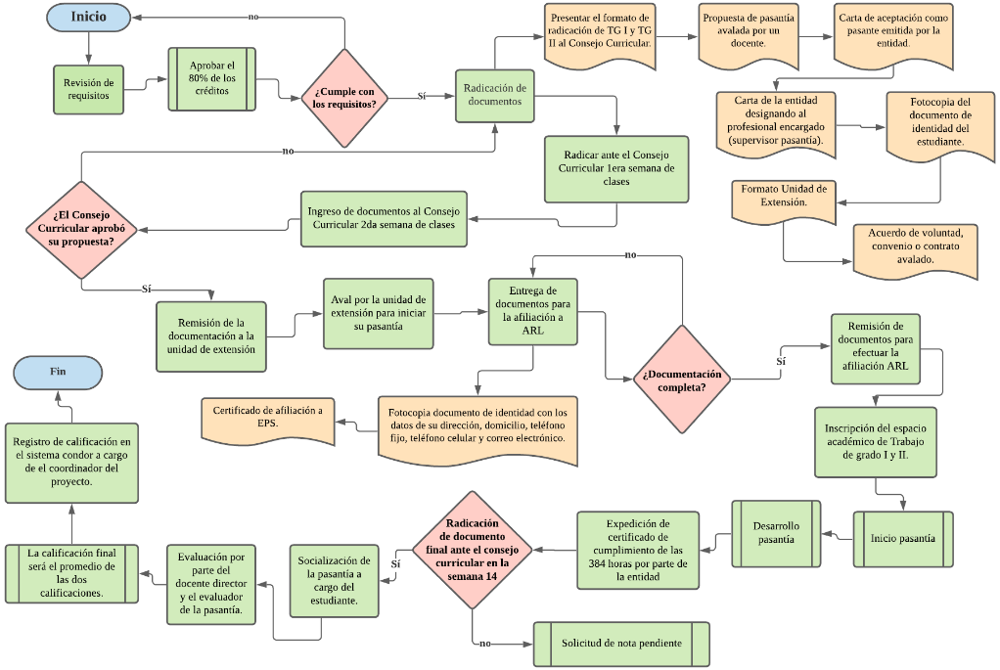 Inicio
no
Revisión de
requisitos
Aprobar el
80% de los
créditos
¿Cumple con
los requisitos?
Sí
Radicación de
documentos
Presentar el formato de
radicación de TG I y TG
II al Consejo Curricular.
Propuesta de pasantía
avalada por un
docente.
Carta de aceptación como
pasante emitida por la
entidad.
Carta de la entidad
designando al
profesional encargado
(supervisor pasantía).
Fotocopia del
documento de
identidad del
estudiante.
Formato Unidad de
Extensión.
Acuerdo de voluntad,
convenio o contrato
avalado.
Radicar ante el Consejo
Curricular 1era semana de
clases
Ingreso de documentos al Consejo
Curricular 2da semana de clases
no
¿El Consejo
Curricular aprobó
su propuesta?
Sí
Remisión de la
documentación a la
unidad de extensión
Aval por la unidad de
extensión para iniciar
su pasantía
Entrega de
documentos para
la afiliación a
ARL
no
¿Documentación
completa?
Sí
Remisión de
documentos para
efectuar la
afiliación ARL
Fotocopia documento de identidad con los
datos de su dirección, domicilio, teléfono
fijo, teléfono celular y correo electrónico.
Certificado de afiliación a
EPS.
Inscripción del espacio
académico de Trabajo
de grado I y II.
Inicio pasantía
Desarrollo
pasantía
Expedición de
certificado de
cumplimiento de las
384 horas por parte de
la entidad
Radicación
de documento
final ante el consejo
curricular en la
semana 14
Sí
no
Solicitud de nota pendiente
Socialización de
la pasantía a
cargo del
estudiante.
Evaluación por
parte del
docente director
y el evaluador
de la pasantía.
La calificación final
será el promedio de
las dos
calificaciones.
Registro de calificación en
el sistema condor a cargo
de el coordinador del
proyecto.
Fin